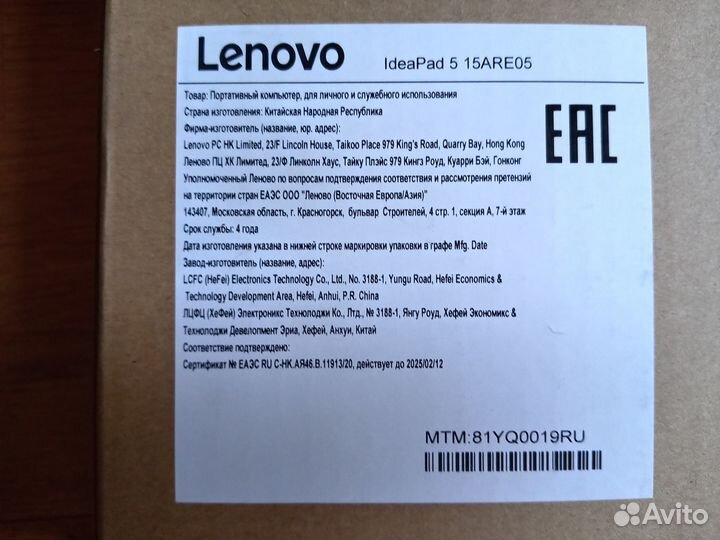 Lenovo IdeaPad 5 15ARE05
Товар: Портативный компьютер, для личного и служебного использования
Страна изготовления: Китайская Народная Республика
Фирма-изготовитель (название, юр. адрес):
Lenovo PC HK Limited, 23/F Lincoln House, Taikoo Place 979 King's Road, Quarry Bay, Hong Kong
Леново ПЦ ХК Лимитед, 23/Ф Линколн Хаус, Тайку Плэйс 979 Кингз Роуд, Куарри Бэй, Гонконг
Уполномоченный Леново по вопросам подтверждения соответствия и рассмотрения претензий
на территории стран ЕАЭС ООО "Леново (Восточная Европа/Азия)"
143407, Московская область, г. Красногорск, бульвар Строителей, 4 стр. 1, секция А, 7-й этаж
Срок службы: 4 года
Дата изготовления указана в нижней строке маркировки упаковки в графе Mfg. Date
Завод-изготовитель (название, адрес):
LCFC (HeFei) Electronics Technology Co., Ltd., No. 3188-1, Yungu Road, Hefei Economics &
Technology Development Area, Hefei, Anhui, P.R. China
ЛЦФЦ (ХеФей) Электроникс Технолоджи Ко., Лтд., № 3188-1, Янгу Роуд, Хефей Экономикс &
Технолоджи Девелопмент Эриа, Хефей, Анхуи, Китай
Соответствие подтверждено:
Сертификат № ЕАЭС RU С-НК.АЯ46.В.11913/20, действует до 2025/02/12
EAC
MTM:81YQ0019RU
Avito